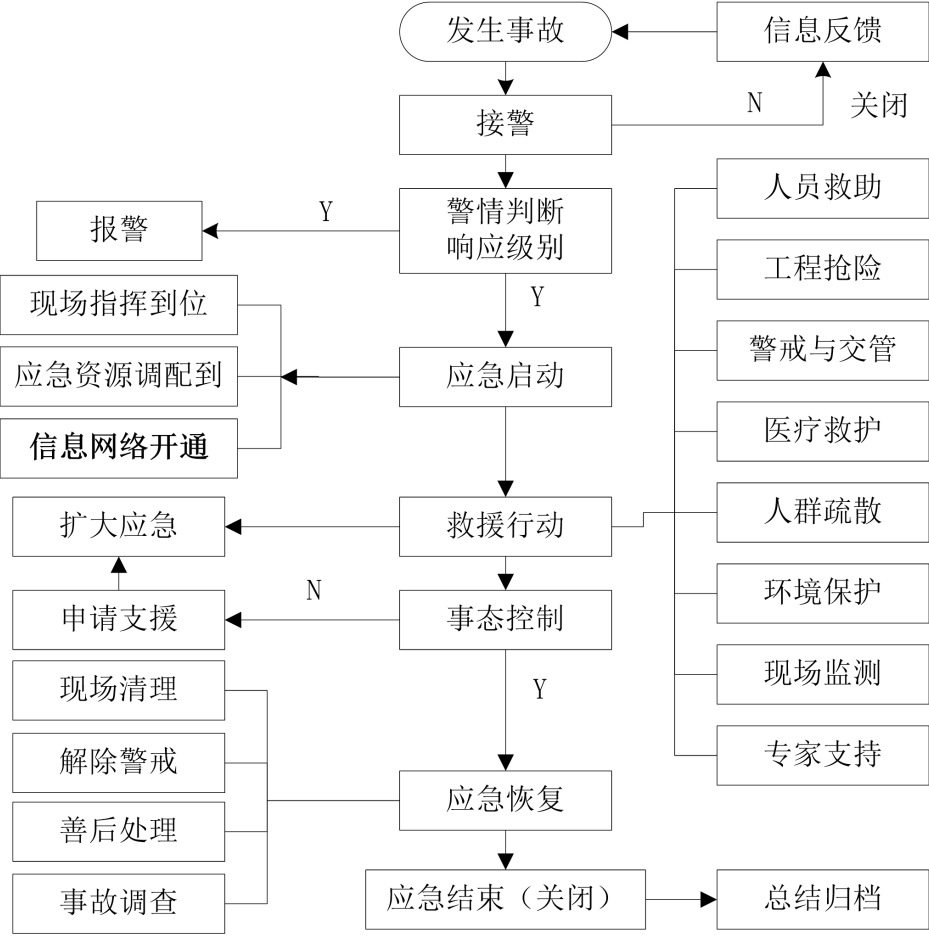 发生事故
信息反馈
接警
N
关闭
警情判断
响应级别
Y
报警
人员救助
工程抢险
现场指挥到位
Y
警戒与交管
应急资源调配到
应急启动
医疗救护
信息网络开通
扩大应急
救援行动
人群疏散
申请支援
N
事态控制
环境保护
现场清理
Y
现场监测
解除警戒
专家支持
应急恢复
善后处理
事故调查
应急结束（关闭）
总结归档